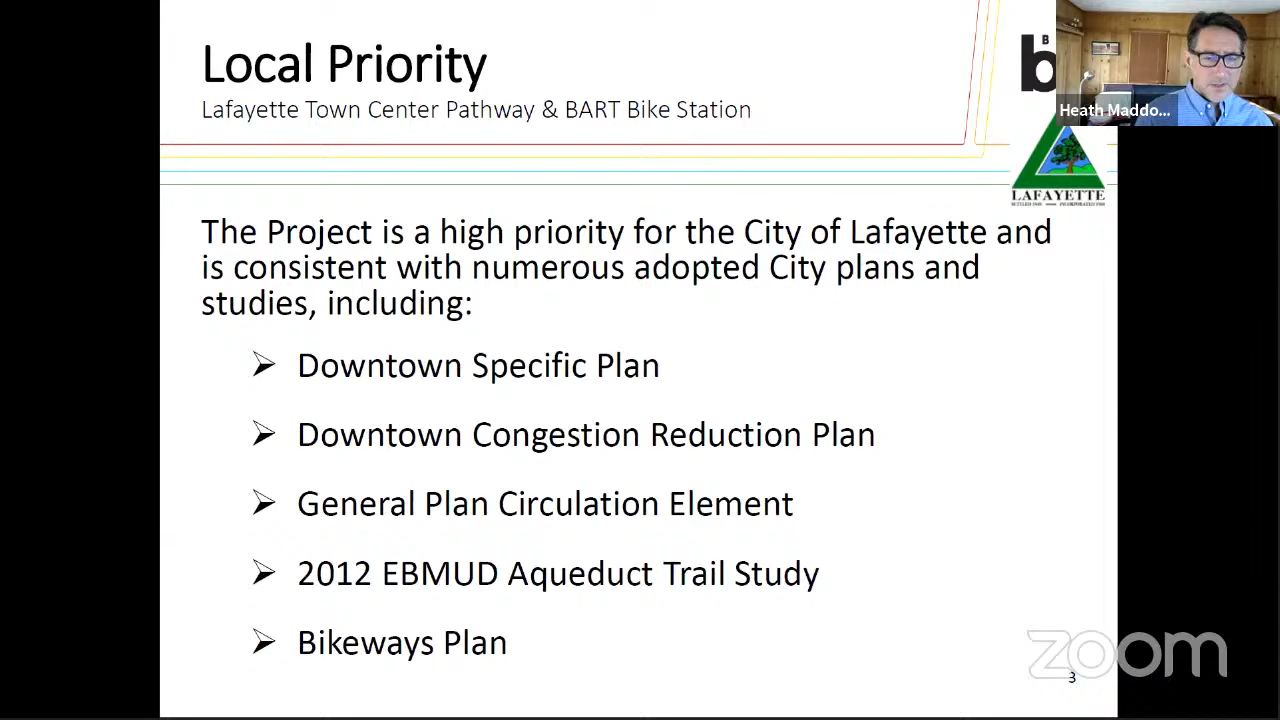 Local Priority
Lafayette Town Center Pathway & BART Bike Station
B
b
Heath Maddo...
LAFAYETTE
The Project is a high priority for the City of Lafayette and
is consistent with numerous adopted City plans and
studies, including:
Downtown Specific Plan
Downtown Congestion Reduction Plan
General Plan Circulation Element
2012 EBMUD Aqueduct Trail Study
Bikeways Plan
zoom
3